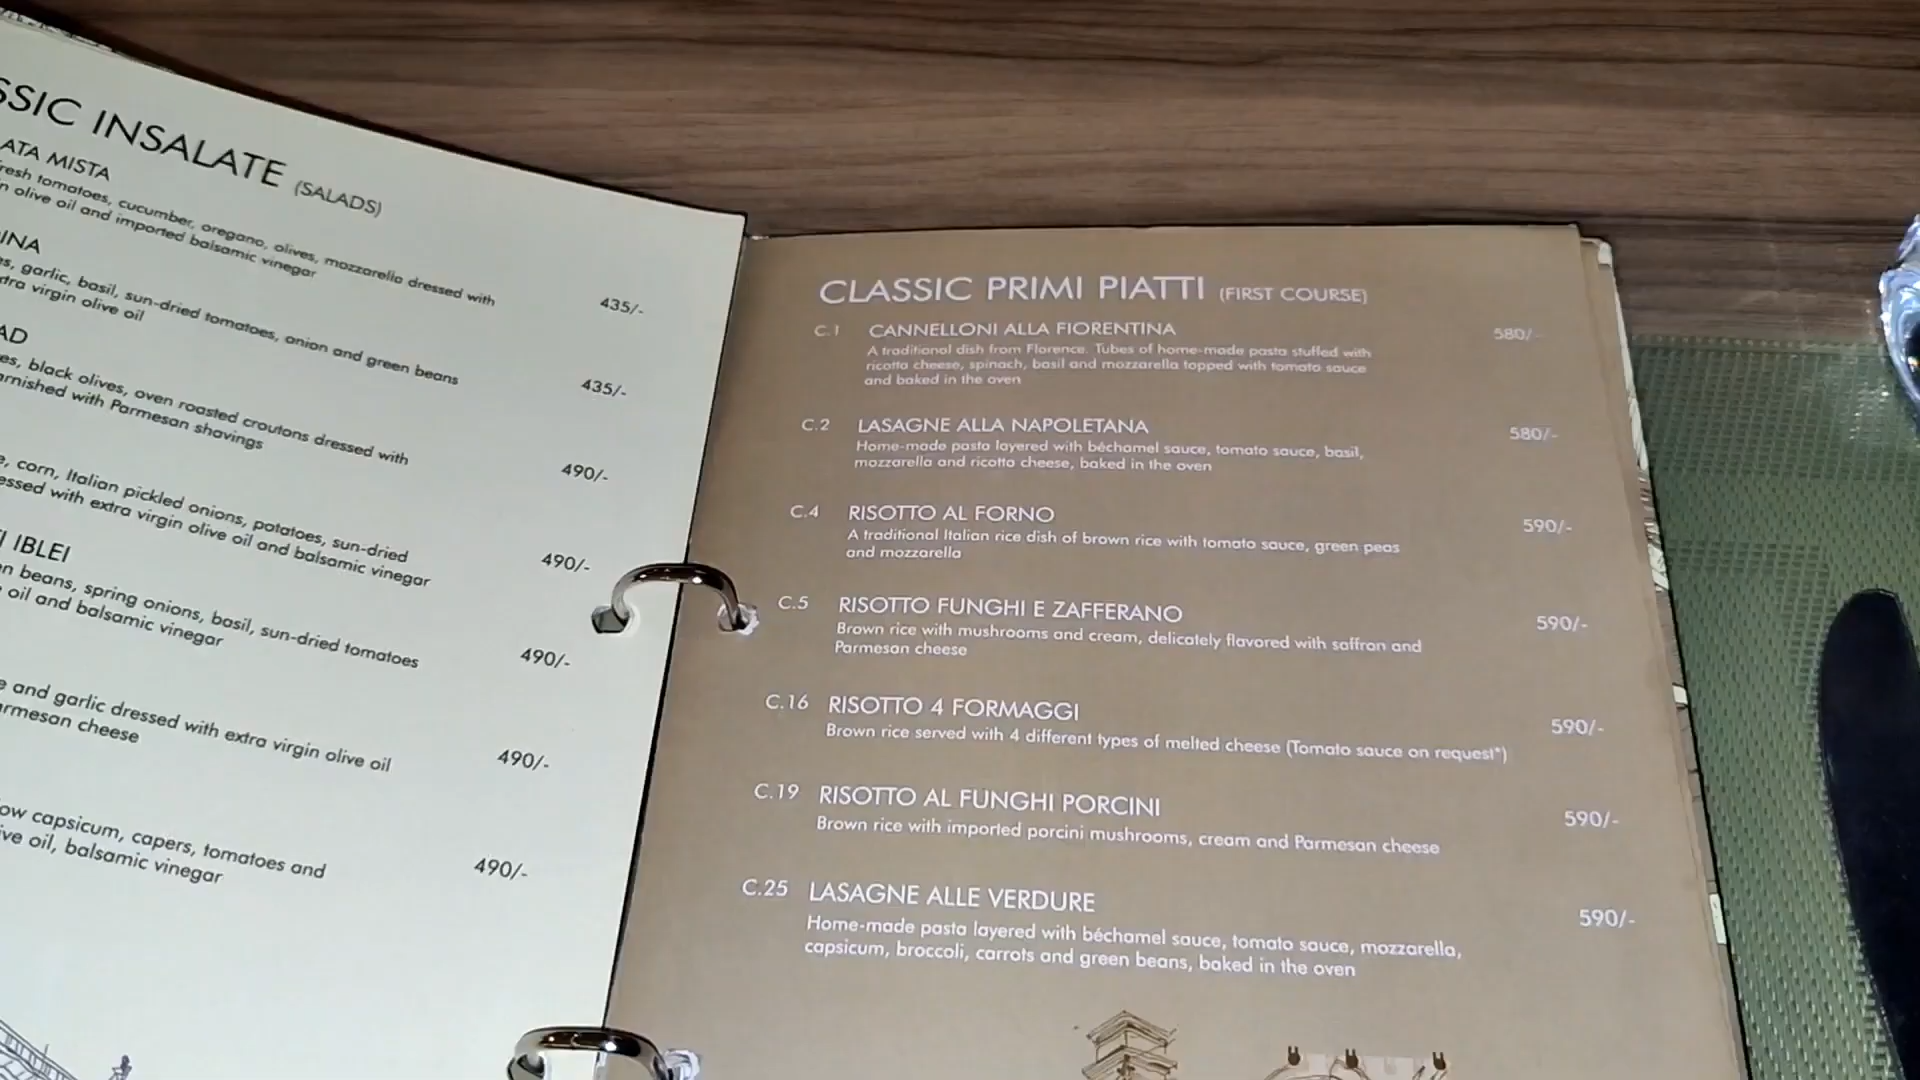 SSIC INSALATE (SALADS)
ATA MISTA
resh tomatoes, cucumber, oregano, olives, mozzarella dressed with
n olive oil and imported balsamic vinegar
435/-
INA
es, garlic, basil, sun-dried tomatoes, onion and green beans
xtra virgin olive oil
435/-
AD
es, black olives, oven roasted croutons dressed with
arnished with Parmesan shavings
490/-
e, corn, Italian pickled onions, potatoes, sun-dried
essed with extra virgin olive oil and balsamic vinegar
490/-
I IBLEI
en beans, spring onions, basil, sun-dried tomatoes
oil and balsamic vinegar
490/-
e and garlic dressed with extra virgin olive oil
armesan cheese
490/-
ow capsicum, capers, tomatoes and
ive oil, balsamic vinegar
490/-
CLASSIC PRIMI PIATTI (FIRST COURSE)
C.1 CANNELLONI ALLA FIORENTINA 580/-
A traditional dish from Florence. Tubes of home-made pasta stuffed with
ricotta cheese, spinach, basil and mozzarella topped with tomato sauce
and baked in the oven
C.2 LASAGNE ALLA NAPOLETANA 580/-
Home-made pasta layered with béchamel sauce, tomato sauce, basil,
mozzarella and ricotta cheese, baked in the oven
C.4 RISOTTO AL FORNO 590/-
A traditional Italian rice dish of brown rice with tomato sauce, green peas
and mozzarella
C.5 RISOTTO FUNGHI E ZAFFERANO 590/-
Brown rice with mushrooms and cream, delicately flavored with saffron and
Parmesan cheese
C.16 RISOTTO 4 FORMAGGI 590/-
Brown rice served with 4 different types of melted cheese (Tomato sauce on request*)
C.19 RISOTTO AL FUNGHI PORCINI 590/-
Brown rice with imported porcini mushrooms, cream and Parmesan cheese
C.25 LASAGNE ALLE VERDURE 590/-
Home-made pasta layered with béchamel sauce, tomato sauce, mozzarella,
capsicum, broccoli, carrots and green beans, baked in the oven